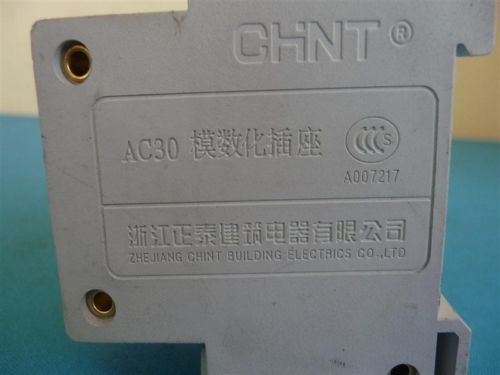 CHNT ®
AC30 模数化插座
CCC S
A007217
浙江正泰建筑电器有限公司
ZHEJIANG CHINT BUILDING ELECTRICS CO.,LTD